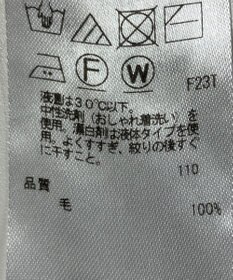 F
W
F23T
液温は30℃以下、
中性洗剤（おしゃれ着洗い）を
使用。漂白剤は液体タイプを使
用。よくすすぎ、絞りの後すぐ
に干すこと。
110
品質
毛 100%